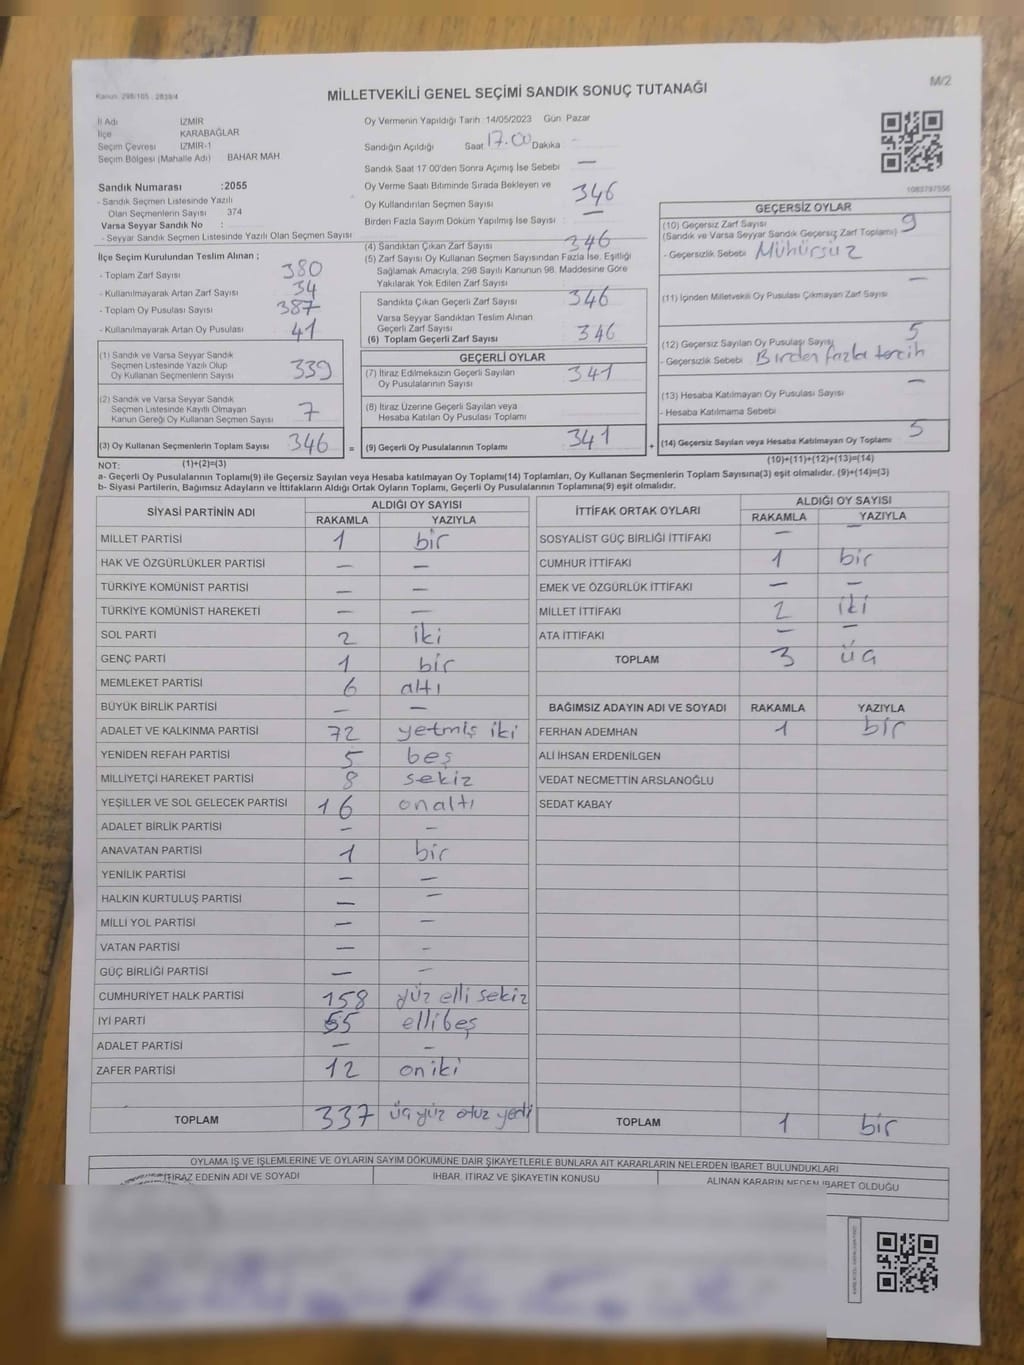 Kanun: 298/105 , 2839/4
M/2
MİLLETVEKİLİ GENEL SEÇİMİ SANDIK SONUÇ TUTANAĞI
İl Adı İZMİR
İlçe KARABAĞLAR
Seçim Çevresi İZMİR-1
Seçim Bölgesi (Mahalle Adı) BAHAR MAH
Sandık Numarası :2055
- Sandık Seçmen Listesinde Yazılı
Olan Seçmenlerin Sayısı 374
Varsa Seyyar Sandık No :
- Seyyar Sandık Seçmen Listesinde Yazılı Olan Seçmen Sayısı
İlçe Seçim Kurulundan Teslim Alınan ;
- Toplam Zarf Sayısı 380
- Kullanılmayarak Artan Zarf Sayısı 34
- Toplam Oy Pusulası Sayısı 387
- Kullanılmayarak Artan Oy Pusulası 41
(1) Sandık ve Varsa Seyyar Sandık
Seçmen Listesinde Yazılı Olup
Oy Kullanan Seçmenlerin Sayısı 339
(2) Sandık ve Varsa Seyyar Sandık
Seçmen Listesinde Kayıtlı Olmayan
Kanun Gereği Oy Kullanan Seçmen Sayısı 7
(3) Oy Kullanan Seçmenlerin Toplam Sayısı 346 =
Oy Vermenin Yapıldığı Tarih :14/05/2023 Gün: Pazar
Sandığın Açıldığı Saat 17.00 Dakika
Sandık Saat 17:00'den Sonra Açımış İse Sebebi —
Oy Verme Saati Bitiminde Sırada Bekleyen ve
Oy Kullandırılan Seçmen Sayısı 346
Birden Fazla Sayım Döküm Yapılmış İse Sayısı : —
(4) Sandıktan Çıkan Zarf Sayısı 346
(5) Zarf Sayısı Oy Kullanan Seçmen Sayısından Fazla İse, Eşitliği
Sağlamak Amacıyla, 298 Sayılı Kanunun 98. Maddesine Göre
Yakılarak Yok Edilen Zarf Sayısı
Sandıkta Çıkan Geçerli Zarf Sayısı 346
Varsa Seyyar Sandıktan Teslim Alınan
Geçerli Zarf Sayısı
(6) Toplam Geçerli Zarf Sayısı 346
GEÇERLİ OYLAR
(7) İtiraz Edilmeksizin Geçerli Sayılan
Oy Pusulalarının Sayısı 341
(8) İtiraz Üzerine Geçerli Sayılan veya
Hesaba Katılan Oy Pusulası Toplamı
(9) Geçerli Oy Pusulalarının Toplamı 341 +
1083797556
GEÇERSİZ OYLAR
(10) Geçersiz Zarf Sayısı 9
(Sandık ve Varsa Seyyar Sandık Geçersiz Zarf Toplamı)
- Geçersizlik Sebebi Mühürsüz
(11) İçinden Milletvekili Oy Pusulası Çıkmayan Zarf Sayısı —
(12) Geçersiz Sayılan Oy Pusulası Sayısı 5
- Geçersizlik Sebebi Birden fazla tercih
(13) Hesaba Katılmayan Oy Pusulası Sayısı —
- Hesaba Katılmama Sebebi
(14) Geçersiz Sayılan veya Hesaba Katılmayan Oy Toplamı 5
NOT: (1)+(2)=(3) (10)+(11)+(12)+(13)=(14)
a- Geçerli Oy Pusulalarının Toplamı(9) ile Geçersiz Sayılan veya Hesaba katılmayan Oy Toplamı(14) Toplamları, Oy Kullanan Seçmenlerin Toplam Sayısına(3) eşit olmalıdır. (9)+(14)=(3)
b- Siyasi Partilerin, Bağımsız Adayların ve İttifakların Aldığı Ortak Oyların Toplamı, Geçerli Oy Pusulalarının Toplamına(9) eşit olmalıdır.
SİYASİ PARTİNİN ADI ALDIĞI OY SAYISI
RAKAMLA YAZIYLA
MİLLET PARTİSİ 1 bir
HAK VE ÖZGÜRLÜKLER PARTİSİ — —
TÜRKİYE KOMÜNİST PARTİSİ — —
TÜRKİYE KOMÜNİST HAREKETİ — —
SOL PARTİ 2 iki
GENÇ PARTİ 1 bir
MEMLEKET PARTİSİ 6 altı
BÜYÜK BİRLİK PARTİSİ — —
ADALET VE KALKINMA PARTİSİ 72 yetmiş iki
YENİDEN REFAH PARTİSİ 5 beş
MİLLİYETÇİ HAREKET PARTİSİ 8 sekiz
YEŞİLLER VE SOL GELECEK PARTİSİ 16 onaltı
ADALET BİRLİK PARTİSİ — —
ANAVATAN PARTİSİ 1 bir
YENİLİK PARTİSİ — —
HALKIN KURTULUŞ PARTİSİ — —
MİLLİ YOL PARTİSİ — —
VATAN PARTİSİ — —
GÜÇ BİRLİĞİ PARTİSİ — —
CUMHURİYET HALK PARTİSİ 158 yüz elli sekiz
İYİ PARTİ 55 ellibeş
ADALET PARTİSİ — —
ZAFER PARTİSİ 12 oniki
TOPLAM 337 üçyüz otuz yedi
İTTİFAK ORTAK OYLARI ALDIĞI OY SAYISI
RAKAMLA YAZIYLA
SOSYALİST GÜÇ BİRLİĞİ İTTİFAKI — —
CUMHUR İTTİFAKI 1 bir
EMEK VE ÖZGÜRLÜK İTTİFAKI — —
MİLLET İTTİFAKI 2 iki
ATA İTTİFAKI — —
TOPLAM 3 üç
BAĞIMSIZ ADAYIN ADI VE SOYADI RAKAMLA YAZIYLA
FERHAN ADEMHAN 1 bir
ALİ İHSAN ERDENİLGEN
VEDAT NECMETTİN ARSLANOĞLU
SEDAT KABAY
TOPLAM 1 bir
OYLAMA İŞ VE İŞLEMLERİNE VE OYLARIN SAYIM DÖKÜMÜNE DAİR ŞİKAYETLERLE BUNLARA AİT KARARLARIN NELERDEN İBARET BULUNDUKLARI
İTİRAZ EDENİN ADI VE SOYADI İHBAR, İTİRAZ VE ŞİKAYETİN KONUSU ALINAN KARARIN NEDEN İBARET OLDUĞU